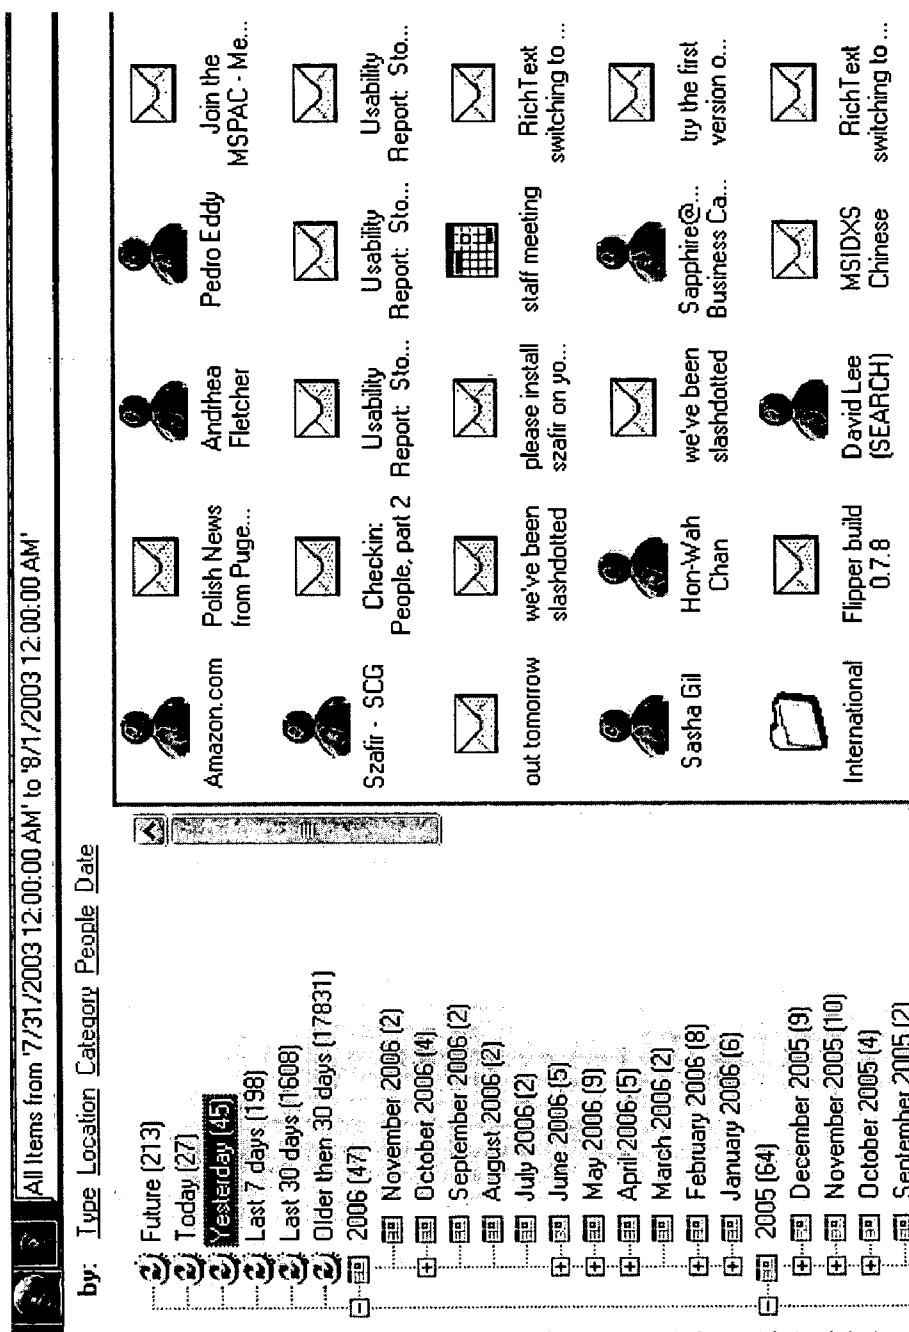 All Items from '7/31/2003 12:00:00 AM' to '8/1/2003 12:00:00 AM'
by: Type Location Category People Date
Future (213)
Today (27)
Yesterday (45)
Last 7 days (198)
Last 30 days (1608)
Older then 30 days (17831)
2006 (47)
November 2006 (2)
October 2006 (4)
September 2006 (2)
August 2006 (2)
July 2006 (2)
June 2006 (5)
May 2006 (9)
April 2006 (5)
March 2006 (2)
February 2006 (8)
January 2006 (6)
2005 (64)
December 2005 (9)
November 2005 (10)
October 2005 (4)
September 2005 (2)
Amazon.com
Polish News
from Puge...
Andhea
Fletcher
Pedro Eddy
Join the
MSPAC - Me...
Szafir - SCG
Checkin:
People, part 2
Usability
Report: Sto...
Usability
Report: Sto...
Usability
Report: Sto...
out tomorrow
we've been
slashdotted
please install
szafir on yo...
staff meeting
RichText
switching to ...
Sasha Gil
Hon-Wah
Chan
we've been
slashdotted
Sapphire@...
Business Ca...
try the first
version o...
International
Flipper build
0.7.8
David Lee
(SEARCH)
MSIDXS
Chinese
RichText
switching to ...